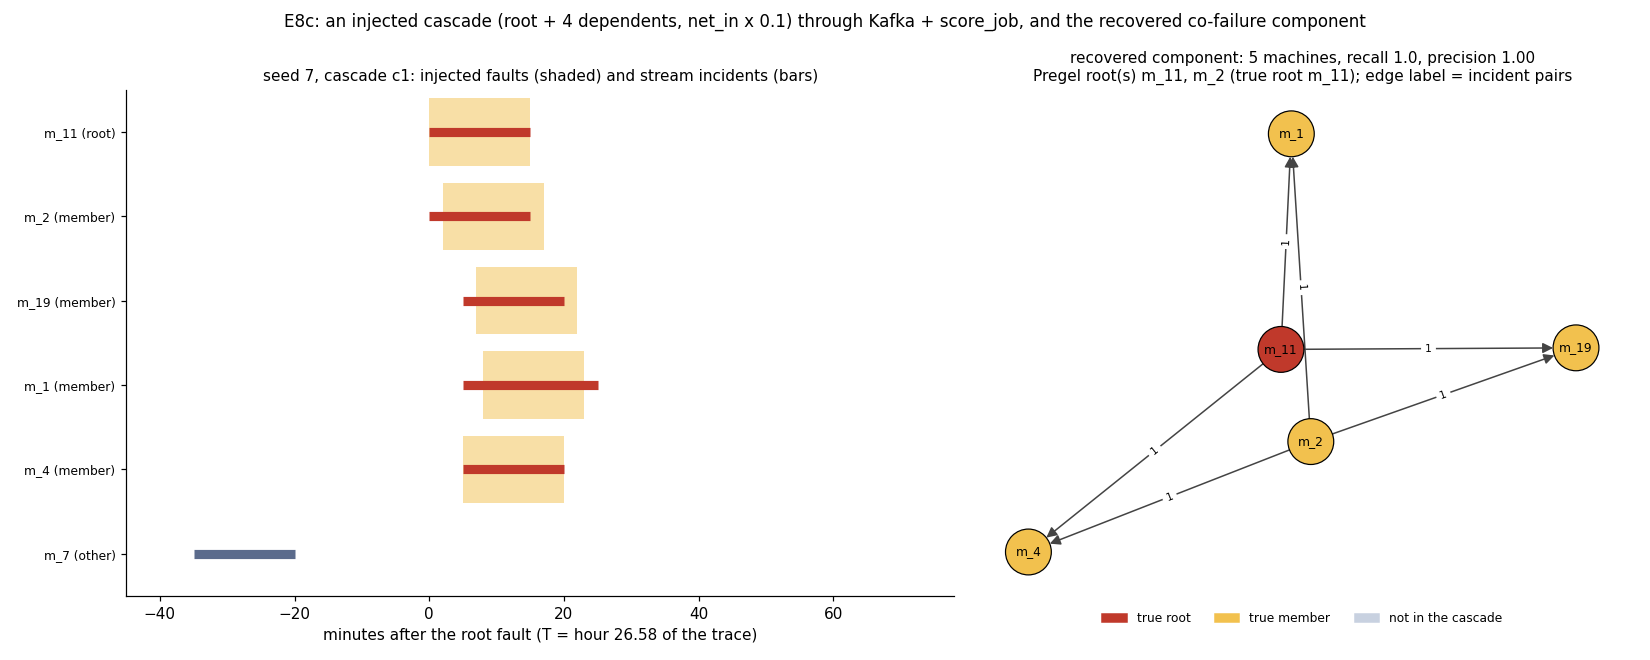 E8c: an injected cascade (root + 4 dependents, net_in x 0.1) through Kafka + score_job, and the recovered co-failure component
seed 7, cascade c1: injected faults (shaded) and stream incidents (bars)
m_11 (root)
m_2 (member)
m_19 (member)
m_1 (member)
m_4 (member)
m_7 (other)
−40
−20
0
20
40
60
minutes after the root fault (T = hour 26.58 of the trace)
recovered component: 5 machines, recall 1.0, precision 1.00
Pregel root(s) m_11, m_2 (true root m_11); edge label = incident pairs
m_1
1
1
m_11
1
m_19
1
m_2
1
1
m_4
true root
true member
not in the cascade